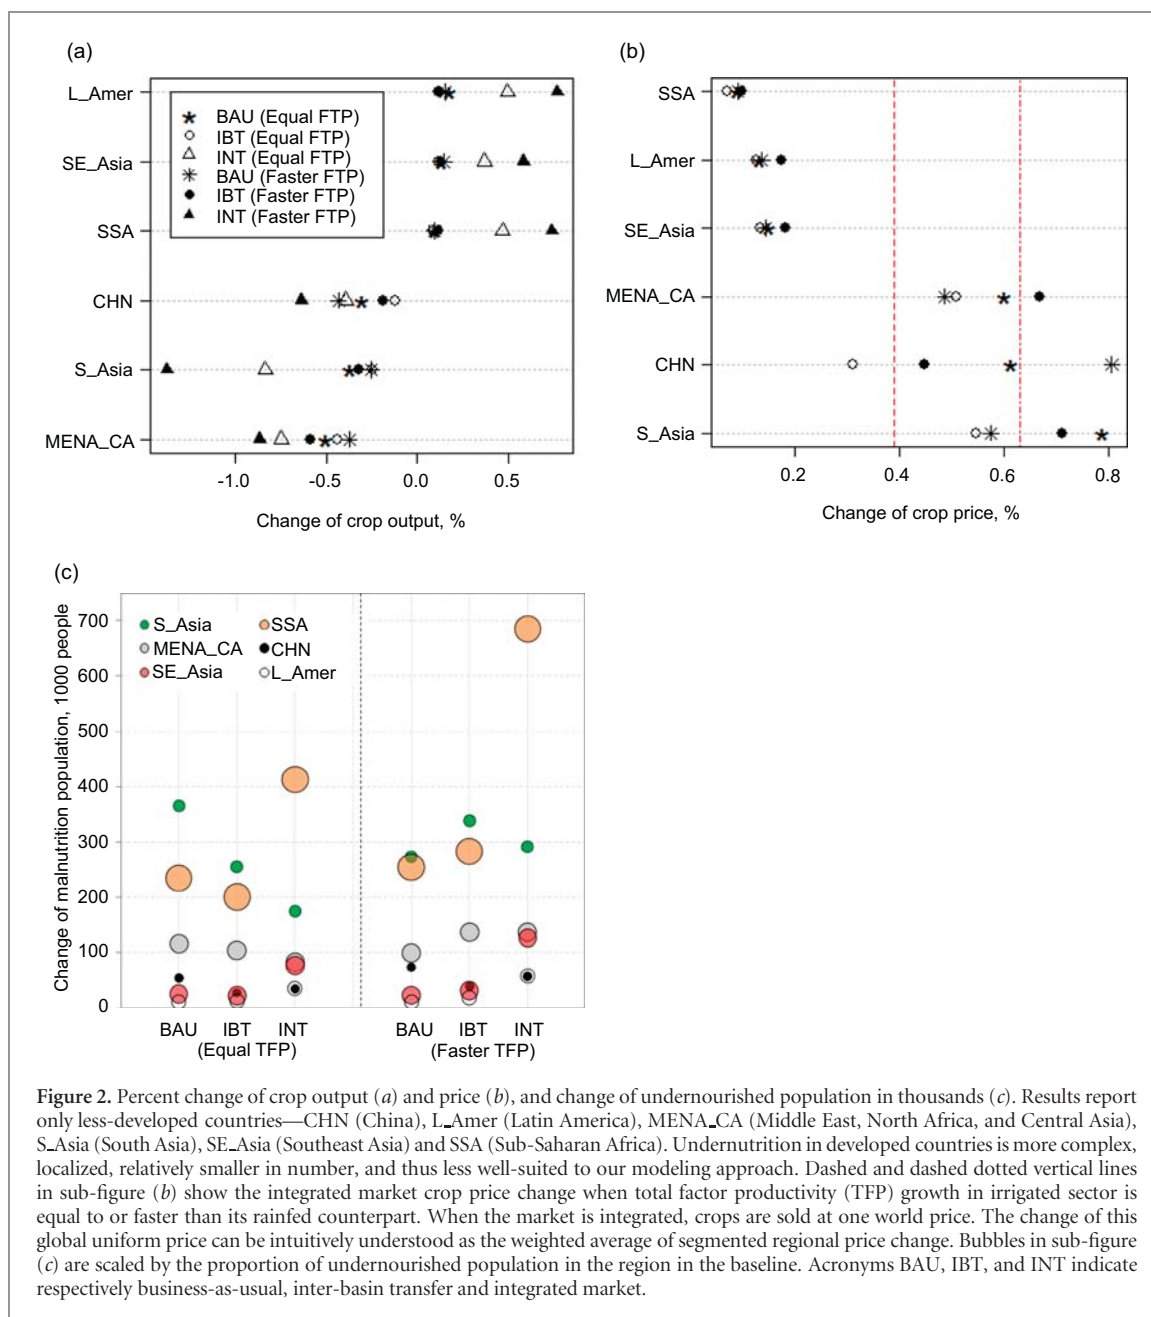 (a)
L_Amer
SE_Asia
SSA
CHN
S_Asia
MENA_CA
BAU (Equal FTP)
IBT (Equal FTP)
INT (Equal FTP)
BAU (Faster FTP)
IBT (Faster FTP)
INT (Faster FTP)
-1.0
-0.5
0.0
0.5
Change of crop output, %
(b)
SSA
L_Amer
SE_Asia
MENA_CA
CHN
S_Asia
0.2
0.4
0.6
0.8
Change of crop price, %
(c)
Change of malnutrition population, 1000 people
700
600
500
400
300
200
100
0
S_Asia
SSA
MENA_CA
CHN
SE_Asia
L_Amer
BAU IBT INT
(Equal TFP)
BAU IBT INT
(Faster TFP)
Figure 2. Percent change of crop output (a) and price (b), and change of undernourished population in thousands (c). Results report
only less-developed countries—CHN (China), L_Amer (Latin America), MENA_CA (Middle East, North Africa, and Central Asia),
S_Asia (South Asia), SE_Asia (Southeast Asia) and SSA (Sub-Saharan Africa). Undernutrition in developed countries is more complex,
localized, relatively smaller in number, and thus less well-suited to our modeling approach. Dashed and dashed dotted vertical lines
in sub-figure (b) show the integrated market crop price change when total factor productivity (TFP) growth in irrigated sector is
equal to or faster than its rainfed counterpart. When the market is integrated, crops are sold at one world price. The change of this
global uniform price can be intuitively understood as the weighted average of segmented regional price change. Bubbles in sub-figure
(c) are scaled by the proportion of undernourished population in the region in the baseline. Acronyms BAU, IBT, and INT indicate
respectively business-as-usual, inter-basin transfer and integrated market.